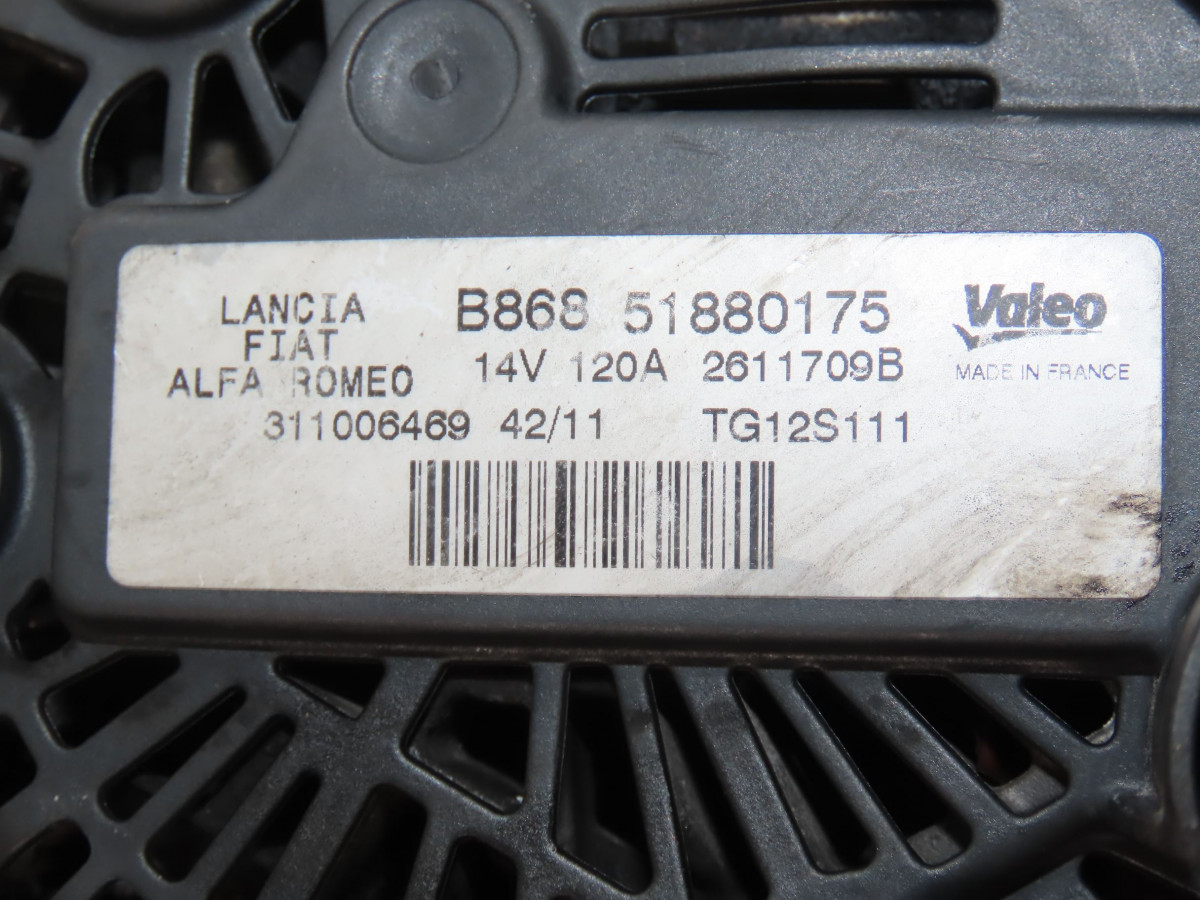 LANCIA
FIAT
ALFA ROMEO
B868 51880175
14V 120A 2611709B
311006469 42/11 TG12S111
Valeo
MADE IN FRANCE